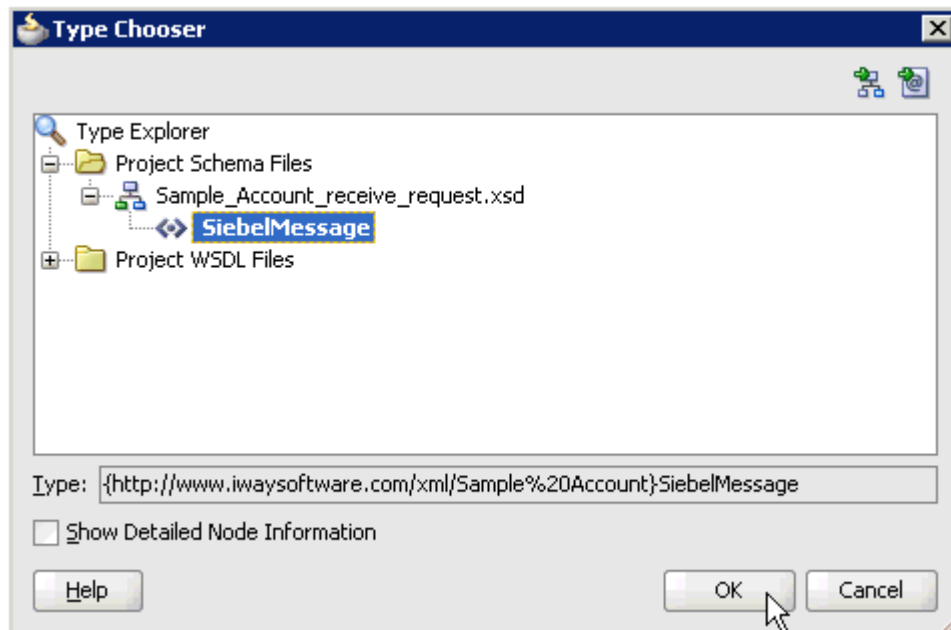 Type Chooser
Type Explorer
Project Schema Files
Sample_Account_receive_request.xsd
SiebelMessage
Project WSDL Files
Type: {http://www.iwaysoftware.com/xml/Sample%20Account}SiebelMessage
Show Detailed Node Information
Help OK Cancel